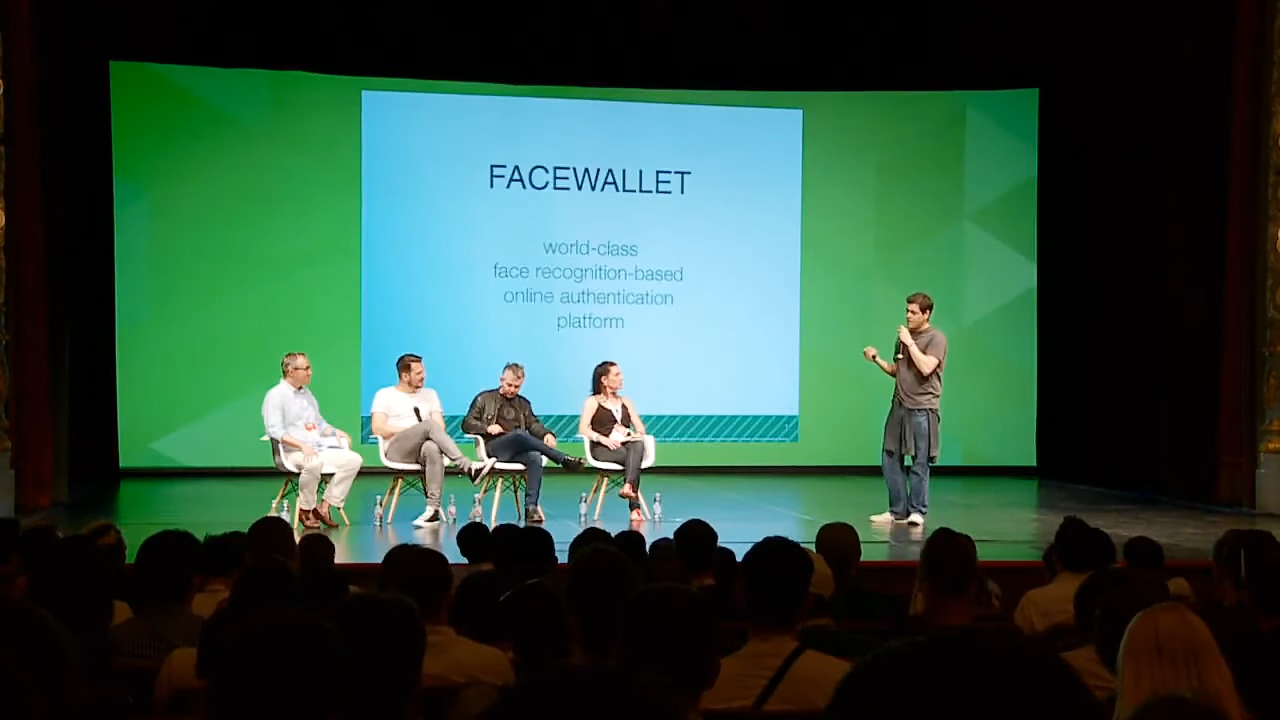 FACEWALLET
world-class
face recognition-based
online authentication
platform